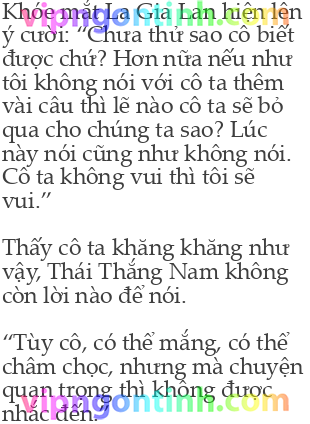 Khóe mắt La Giá Lan hiện lên
ý cười: “Chưa thử sao cô biết
được chứ? Hơn nữa nếu như
tôi không nói với cô ta thêm
vài câu thì lẽ nào cô ta sẽ bỏ
qua cho chúng ta sao? Lúc
này nói cũng như không nói.
Cô ta không vui thì tôi sẽ
vui.”
Thấy cô ta khăng khăng như
vậy, Thái Thắng Nam không
còn lời nào để nói.
“Tùy cô, có thể mắng, có thể
châm chọc, nhưng mà chuyện
quan trọng thì không được
nhắc đến.”
vipngontinh.com
vipngontinh.com